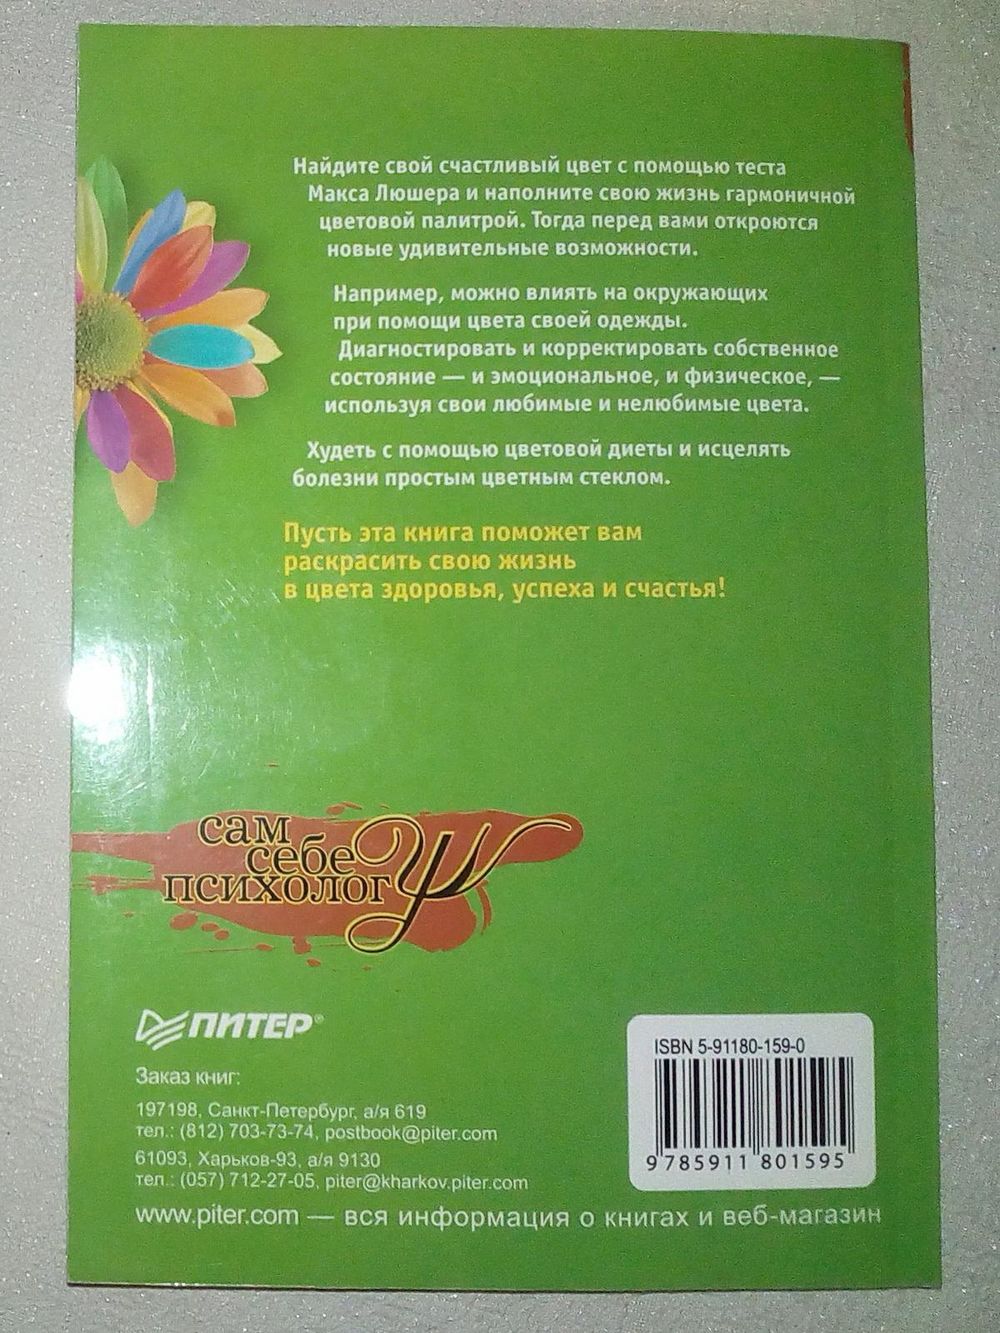 Найдите свой счастливый цвет с помощью теста
Макса Люшера и наполните свою жизнь гармоничной
цветовой палитрой. Тогда перед вами откроются
новые удивительные возможности.
Например, можно влиять на окружающих
при помощи цвета своей одежды.
Диагностировать и корректировать собственное
состояние — и эмоциональное, и физическое, —
используя свои любимые и нелюбимые цвета.
Худеть с помощью цветовой диеты и исцелять
болезни простым цветным стеклом.
Пусть эта книга поможет вам
раскрасить свою жизнь
в цвета здоровья, успеха и счастья!
сам
себе
психолог
Ψ
ПИТЕР®
Заказ книг:
197198, Санкт-Петербург, а/я 619
тел.: (812) 703-73-74, postbook@piter.com
61093, Харьков-93, а/я 9130
тел.: (057) 712-27-05, piter@kharkov.piter.com
www.piter.com — вся информация о книгах и веб-магазин
ISBN 5-91180-159-0
9 785911 801595